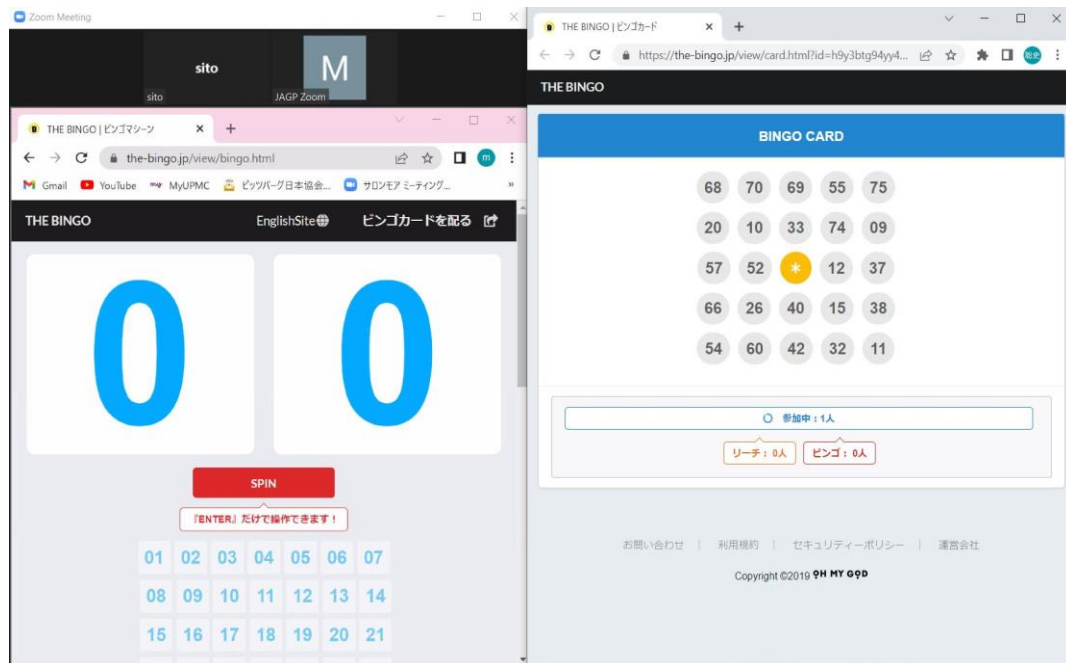 Zoom Meeting
sito
sito
M
JAGP Zoom
THE BINGO | ビンゴマシーン
the-bingo.jp/view/bingo.html
m
Gmail
YouTube
MyUPMC
ピッツバーグ日本協会...
サロンモア ミーティング...
»
THE BINGO
EnglishSite
ビンゴカードを配る
0 0
SPIN
『ENTER』だけで操作できます！
01 02 03 04 05 06 07
08 09 10 11 12 13 14
15 16 17 18 19 20 21
THE BINGO | ビンゴカード
https://the-bingo.jp/view/card.html?id=h9y3btg94yy4...
聡史
THE BINGO
BINGO CARD
68 70 69 55 75
20 10 33 74 09
57 52 * 12 37
66 26 40 15 38
54 60 42 32 11
参加中：1人
リーチ： 0人
ビンゴ： 0人
お問い合わせ | 利用規約 | セキュリティーポリシー | 運営会社
Copyright ©2019 OH MY GOD